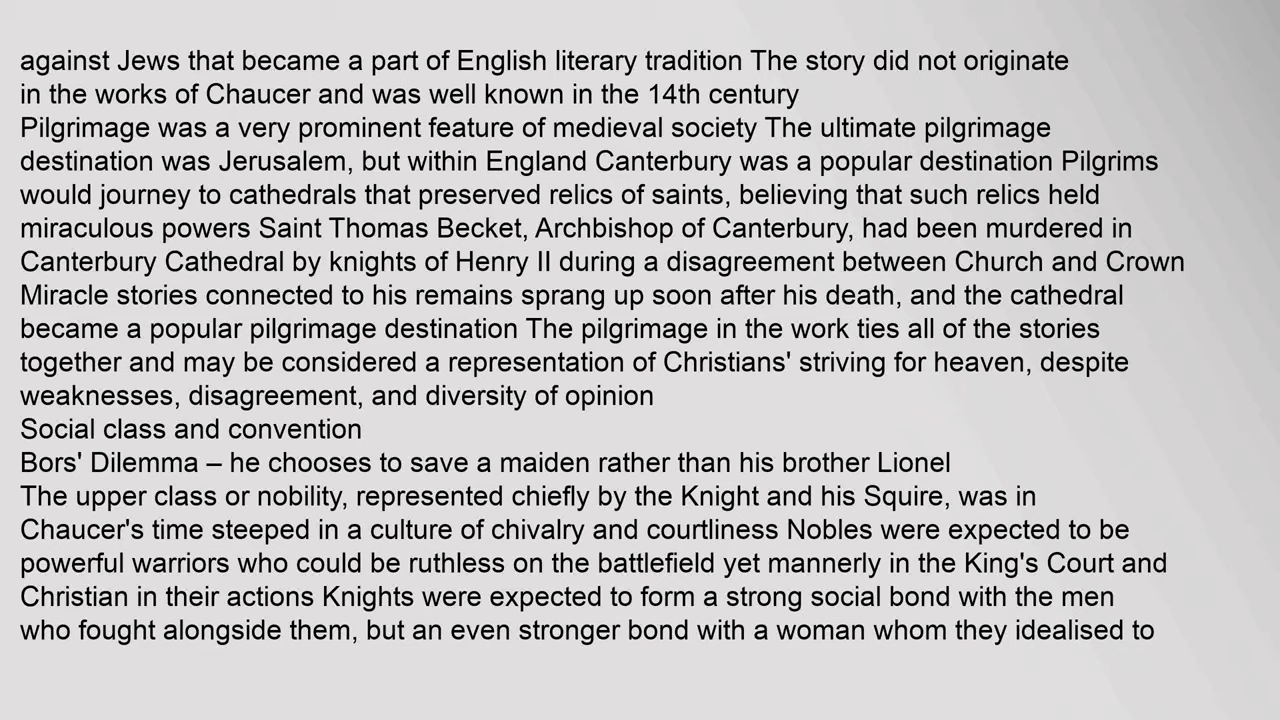 against Jews that became a part of English literary tradition The story did not originate
in the works of Chaucer and was well known in the 14th century
Pilgrimage was a very prominent feature of medieval society The ultimate pilgrimage
destination was Jerusalem, but within England Canterbury was a popular destination Pilgrims
would journey to cathedrals that preserved relics of saints, believing that such relics held
miraculous powers Saint Thomas Becket, Archbishop of Canterbury, had been murdered in
Canterbury Cathedral by knights of Henry II during a disagreement between Church and Crown
Miracle stories connected to his remains sprang up soon after his death, and the cathedral
became a popular pilgrimage destination The pilgrimage in the work ties all of the stories
together and may be considered a representation of Christians' striving for heaven, despite
weaknesses, disagreement, and diversity of opinion
Social class and convention
Bors' Dilemma – he chooses to save a maiden rather than his brother Lionel
The upper class or nobility, represented chiefly by the Knight and his Squire, was in
Chaucer's time steeped in a culture of chivalry and courtliness Nobles were expected to be
powerful warriors who could be ruthless on the battlefield yet mannerly in the King's Court and
Christian in their actions Knights were expected to form a strong social bond with the men
who fought alongside them, but an even stronger bond with a woman whom they idealised to